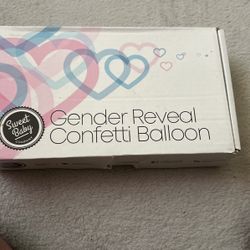 Sweet
Baby
Gender Reveal
Confetti Balloon